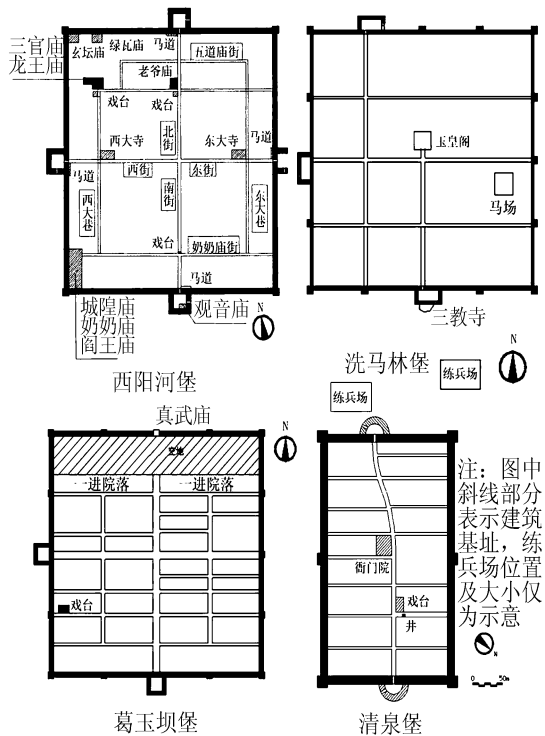 三官庙
龙王庙
玄坛庙
绿瓦庙
马道
五道庙街
老爷庙
戏台
戏台
西大寺
北街
东大寺
马道
马道
西街
东街
西大巷
南街
东大巷
戏台
奶奶庙街
马道
城隍庙
奶奶庙
阎王庙
观音庙
N
西阳河堡
玉皇阁
马场
三教寺
N
洗马林堡
练兵场
练兵场
真武庙
空地
一进院落
一进院落
戏台
N
葛玉坝堡
衙门院
戏台
井
清泉堡
注：图中
斜线部分
表示建筑
基址，练
兵场位置
及大小仅
为示意
N
0 50m